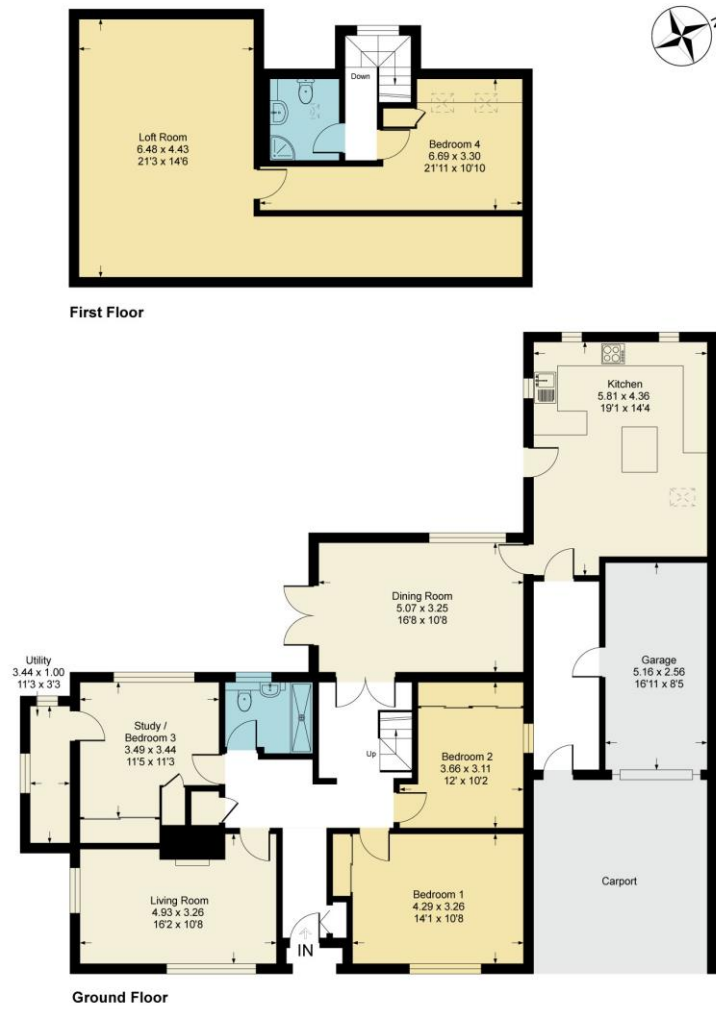 Down
Loft Room
6.48 x 4.43
21'3 x 14'6
Bedroom 4
6.69 x 3.30
21'11 x 10'10
First Floor
Kitchen
5.81 x 4.36
19'1 x 14'4
Dining Room
5.07 x 3.25
16'8 x 10'8
Garage
5.16 x 2.56
16'11 x 8'5
Utility
3.44 x 1.00
11'3 x 3'3
Study /
Bedroom 3
3.49 x 3.44
11'5 x 11'3
Up
Bedroom 2
3.66 x 3.11
12' x 10'2
Living Room
4.93 x 3.26
16'2 x 10'8
Bedroom 1
4.29 x 3.26
14'1 x 10'8
Carport
IN
Ground Floor